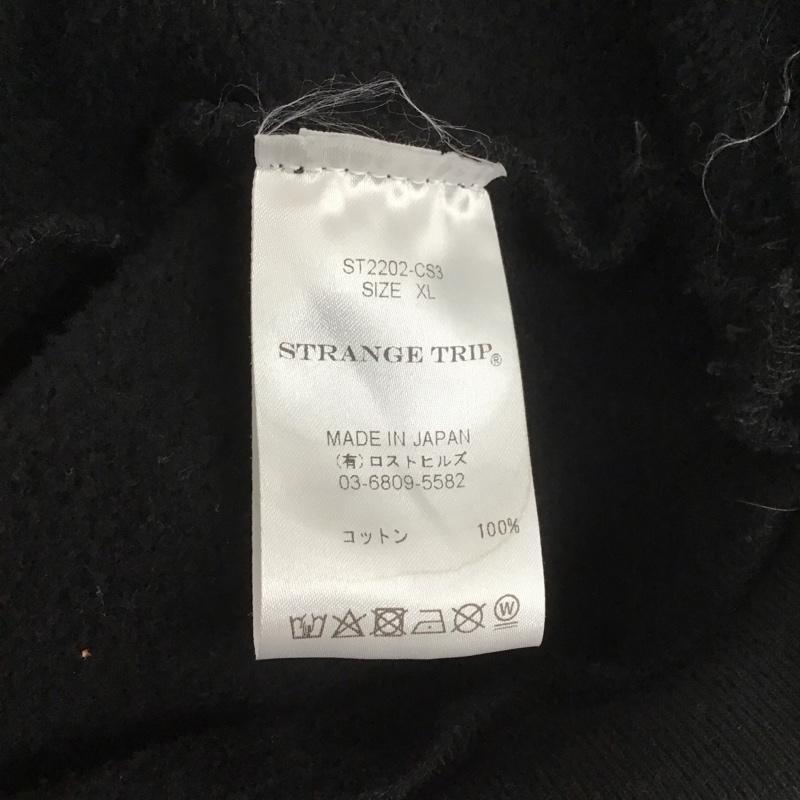 ST2202-CS3
SIZE XL
STRANGE TRIP®
MADE IN JAPAN
(有)ロストヒルズ
03-6809-5582
コットン 100%
W